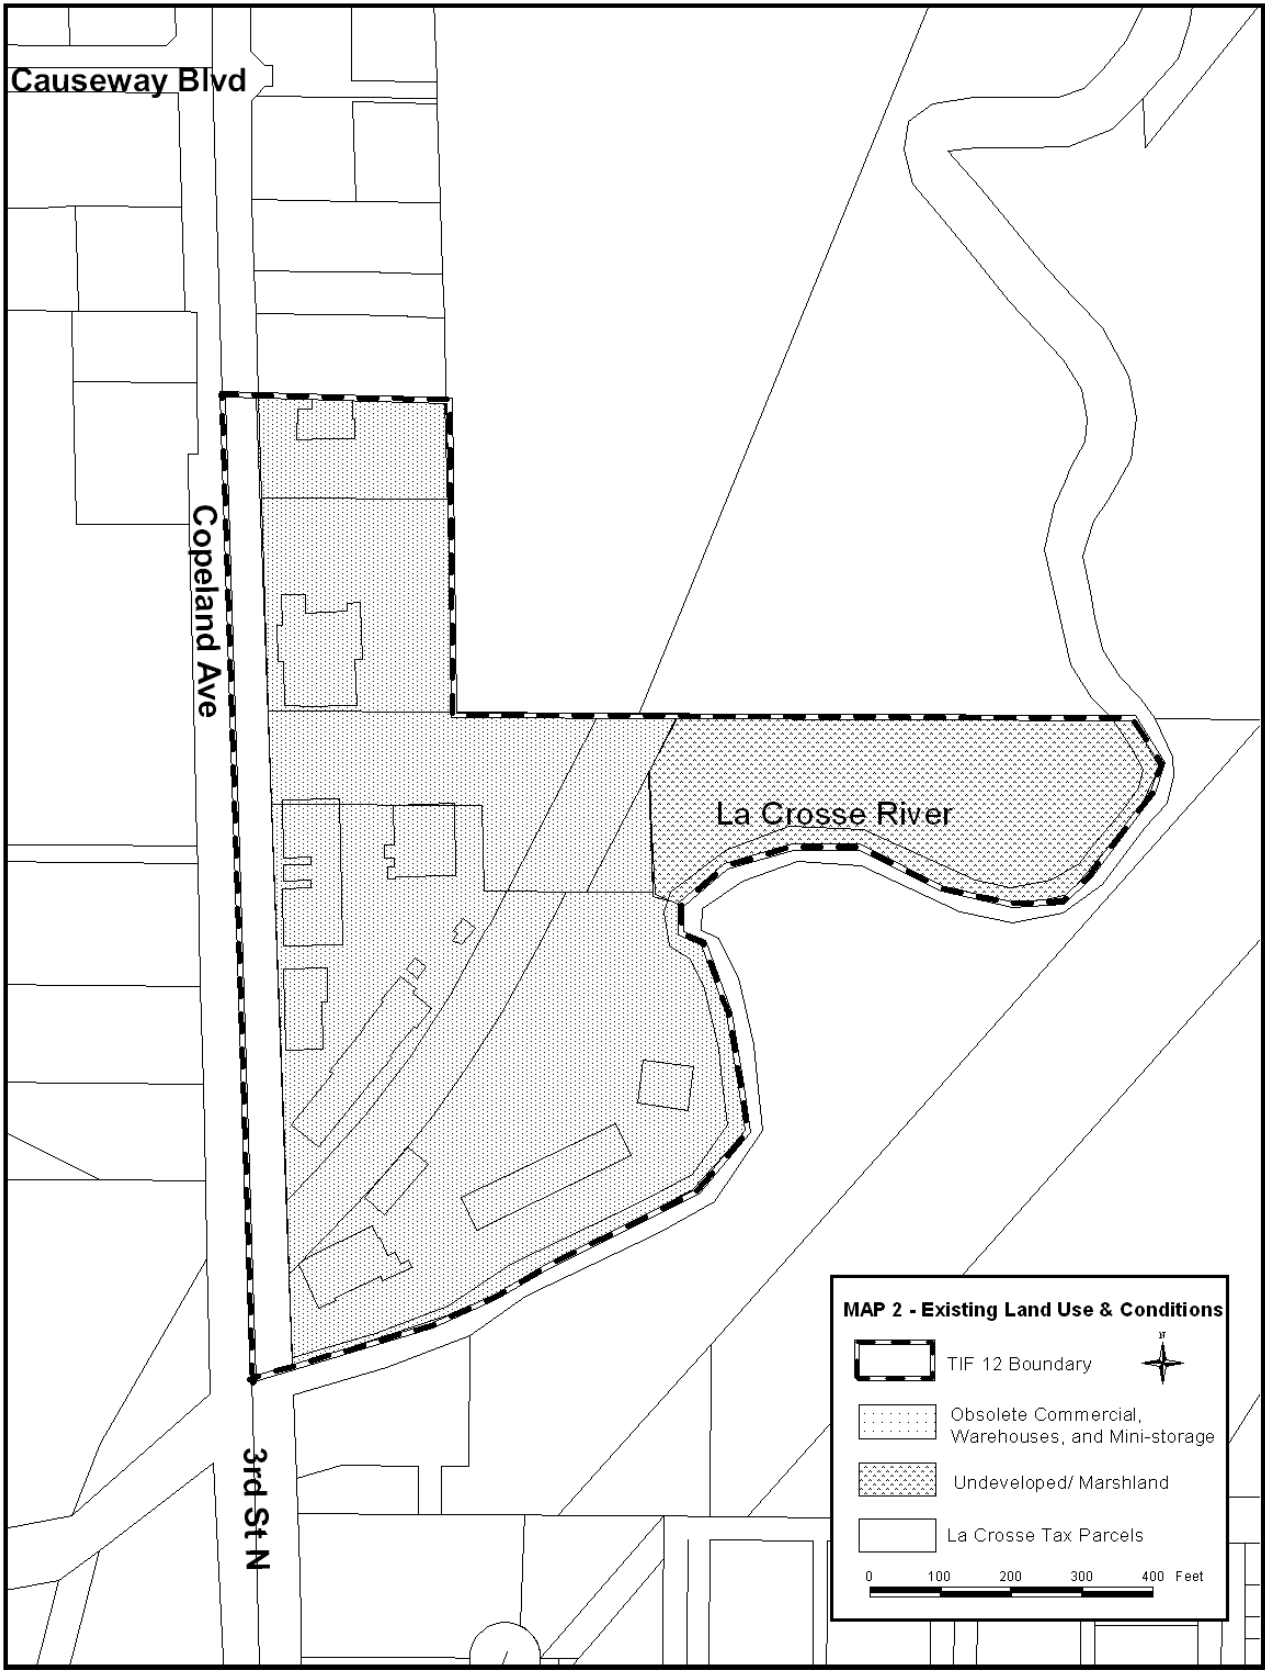 Causeway Blvd
Copeland Ave
La Crosse River
3rd St N
MAP 2 - Existing Land Use & Conditions
N
TIF 12 Boundary
Obsolete Commercial,
Warehouses, and Mini-storage
Undeveloped/ Marshland
La Crosse Tax Parcels
0 100 200 300 400 Feet